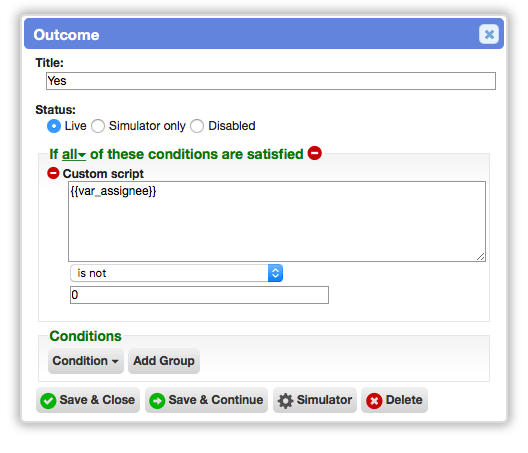 Outcome
Title:
Yes
Status:
Live Simulator only Disabled
If all of these conditions are satisfied
Custom script
{{var_assignee}}
is not
0
Conditions
Condition Add Group
Save & Close Save & Continue Simulator Delete